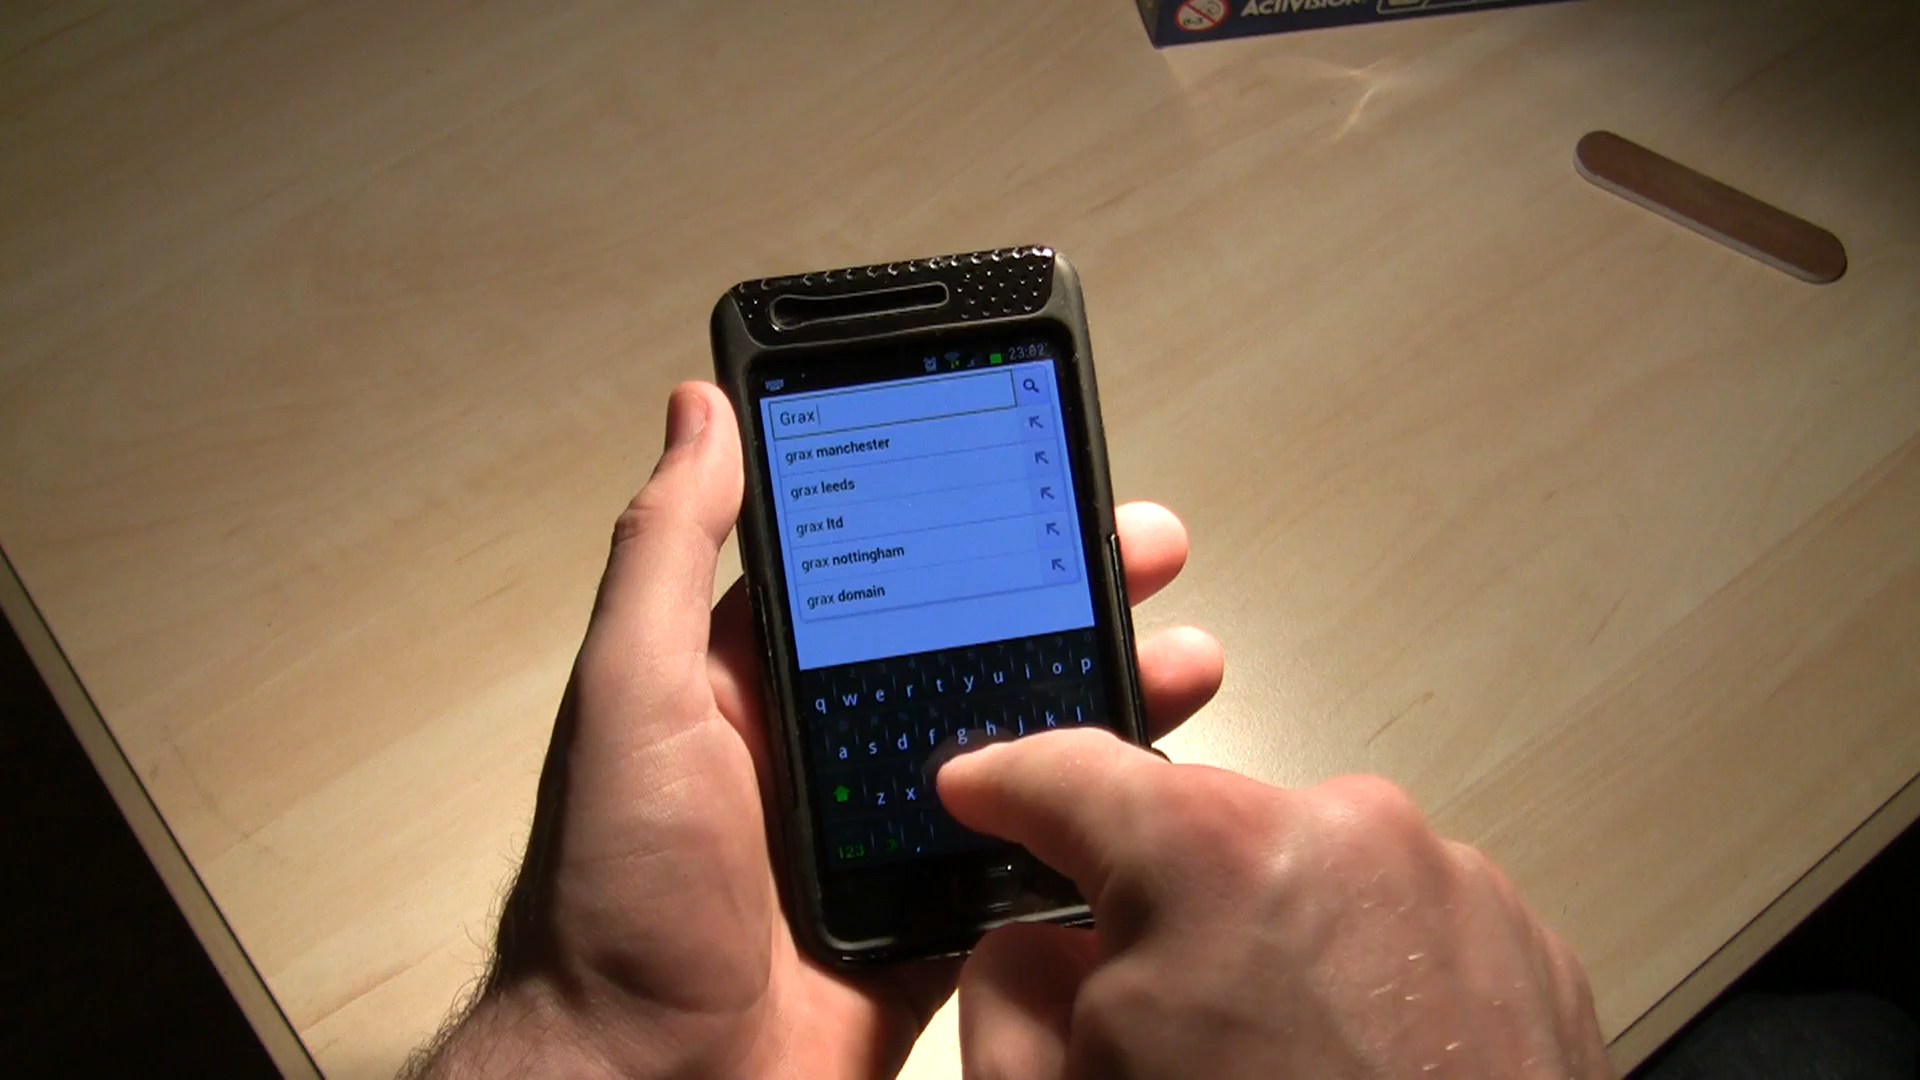 ACTIVISION
23:02
Grax
grax manchester
grax leeds
grax ltd
grax nottingham
grax domain
q w e r t y u i o p
a s d f g h j k l
z x
123 ,